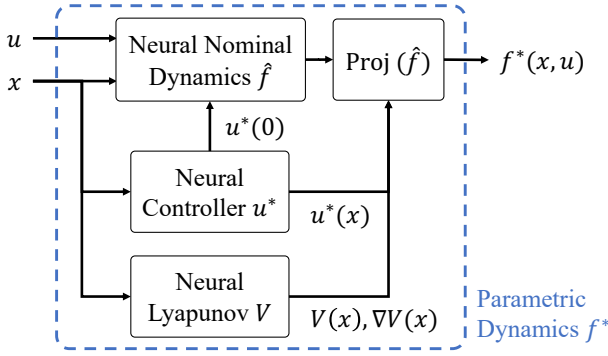 u
x
Neural Nominal
Dynamics f̂
Proj (f̂)
f*(x, u)
u*(0)
Neural
Controller u*
u*(x)
Neural
Lyapunov V
V(x), ∇V(x)
Parametric
Dynamics f*